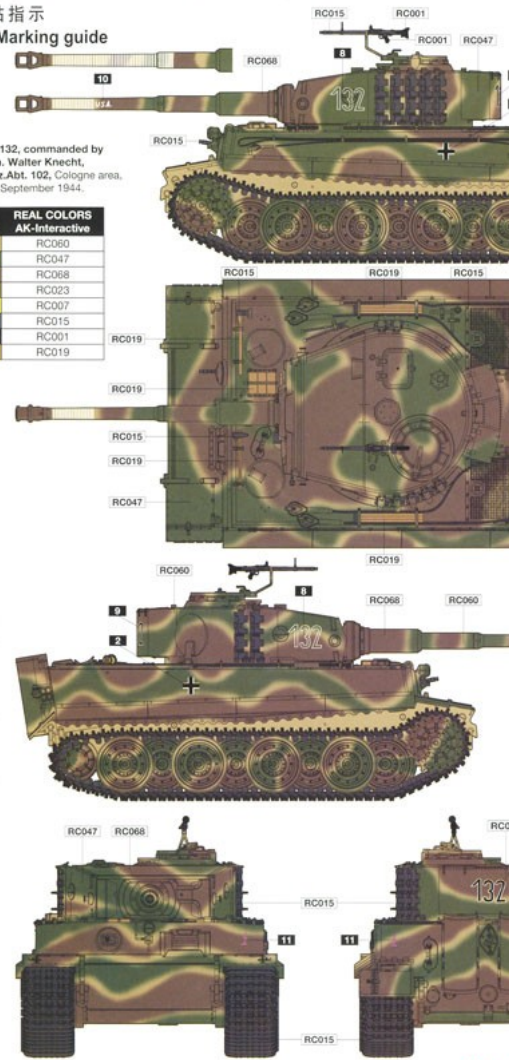 指示
Marking guide
RC015
RC001
RC001
RC047
8
RC068
10
USA
132
RC015
132, commanded by
Walter Knecht,
Abt. 102, Cologne area,
September 1944.
REAL COLORS
AK-Interactive
RC060
RC047
RC068
RC023
RC007
RC015
RC001
RC019
RC015
RC019
RC015
RC019
RC019
RC015
RC019
RC047
RC019
RC060
8
RC068
RC060
9
2
132
RC047
RC068
RC015
11
11
132
RC015